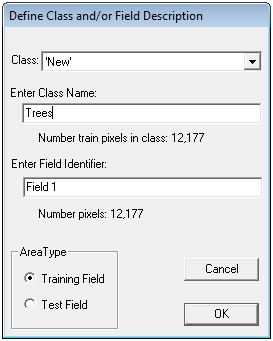 Define Class and/or Field Description
Class: 'New'
Enter Class Name:
Trees
Number train pixels in class: 12,177
Enter Field Identifier:
Field 1
Number pixels: 12,177
AreaType
Training Field
Test Field
Cancel
OK